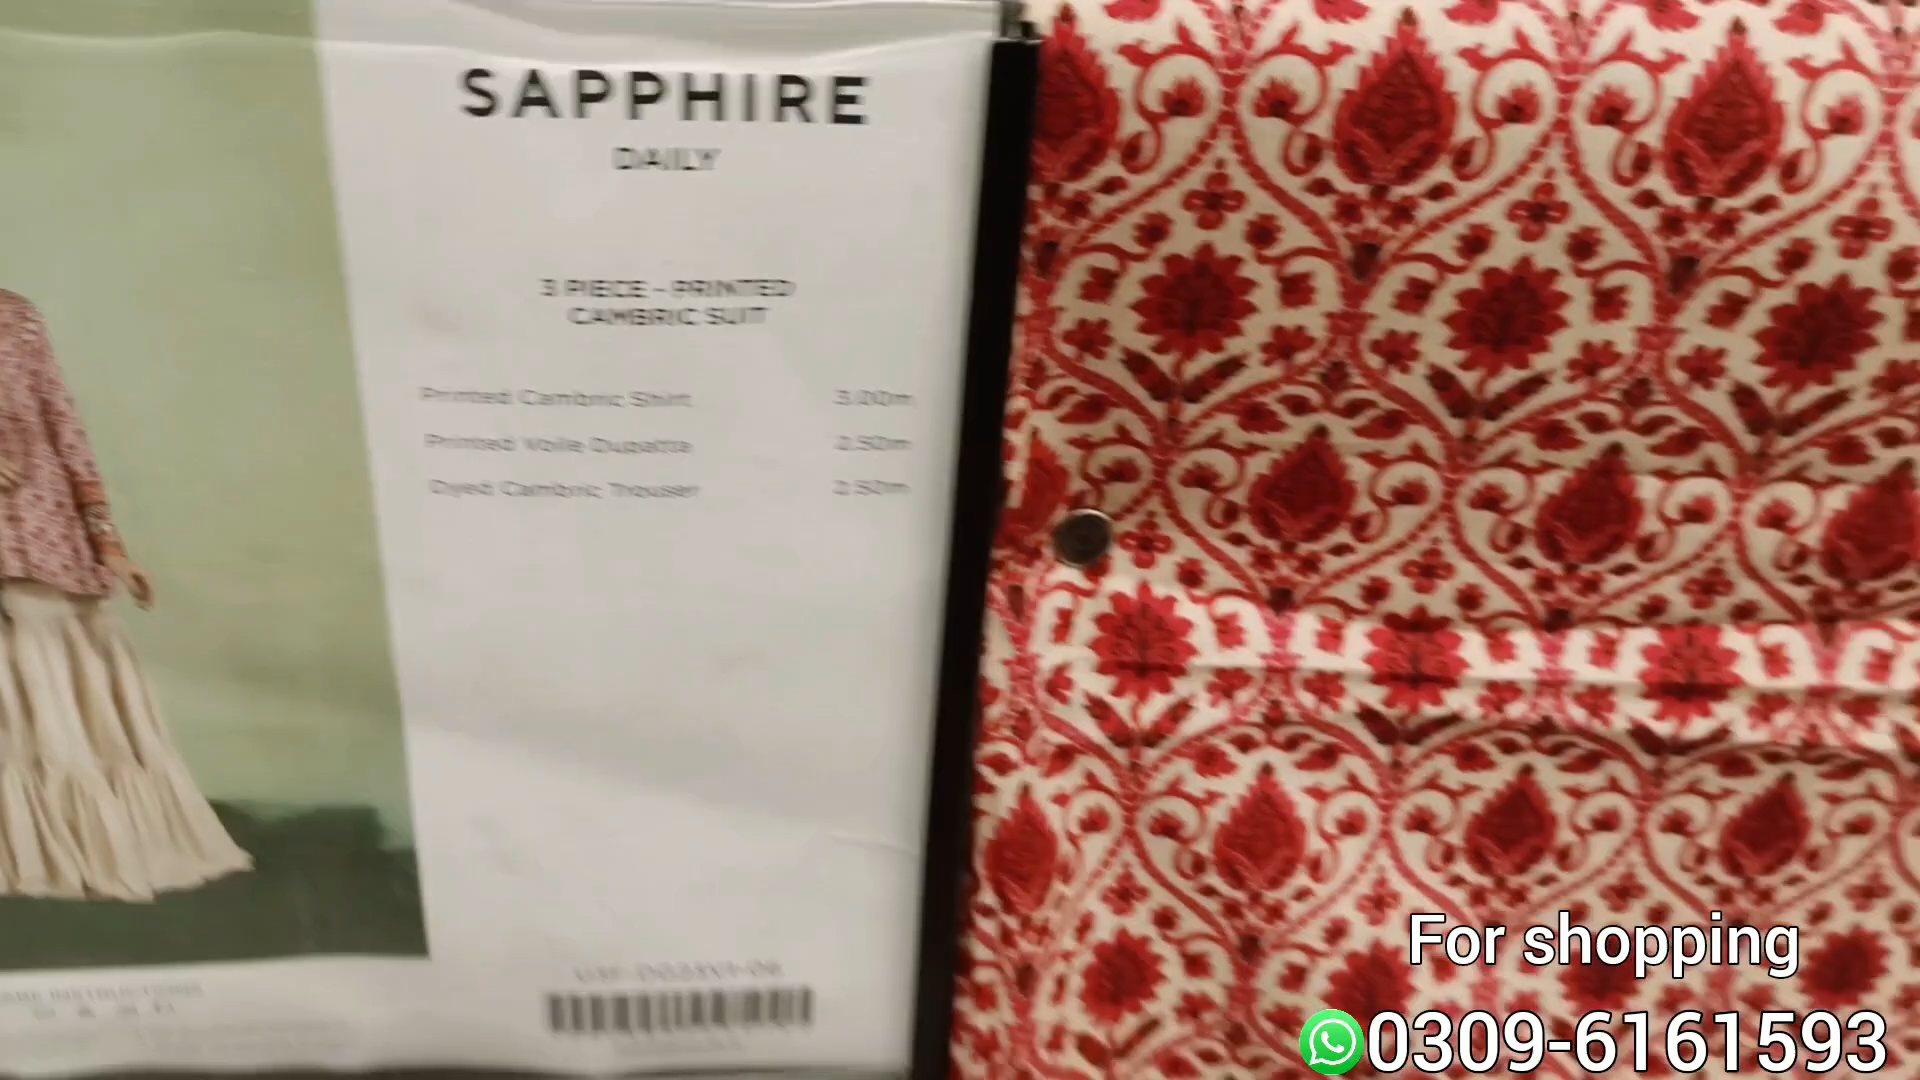 SAPPHIRE
DAILY
3 PIECE - PRINTED
CAMBRIC SUIT
Printed Cambric Shirt 3.00m
Printed Voile Dupatta 2.50m
Dyed Cambric Trouser 2.50m
INSTRUCTIONS
For shopping
0309-6161593